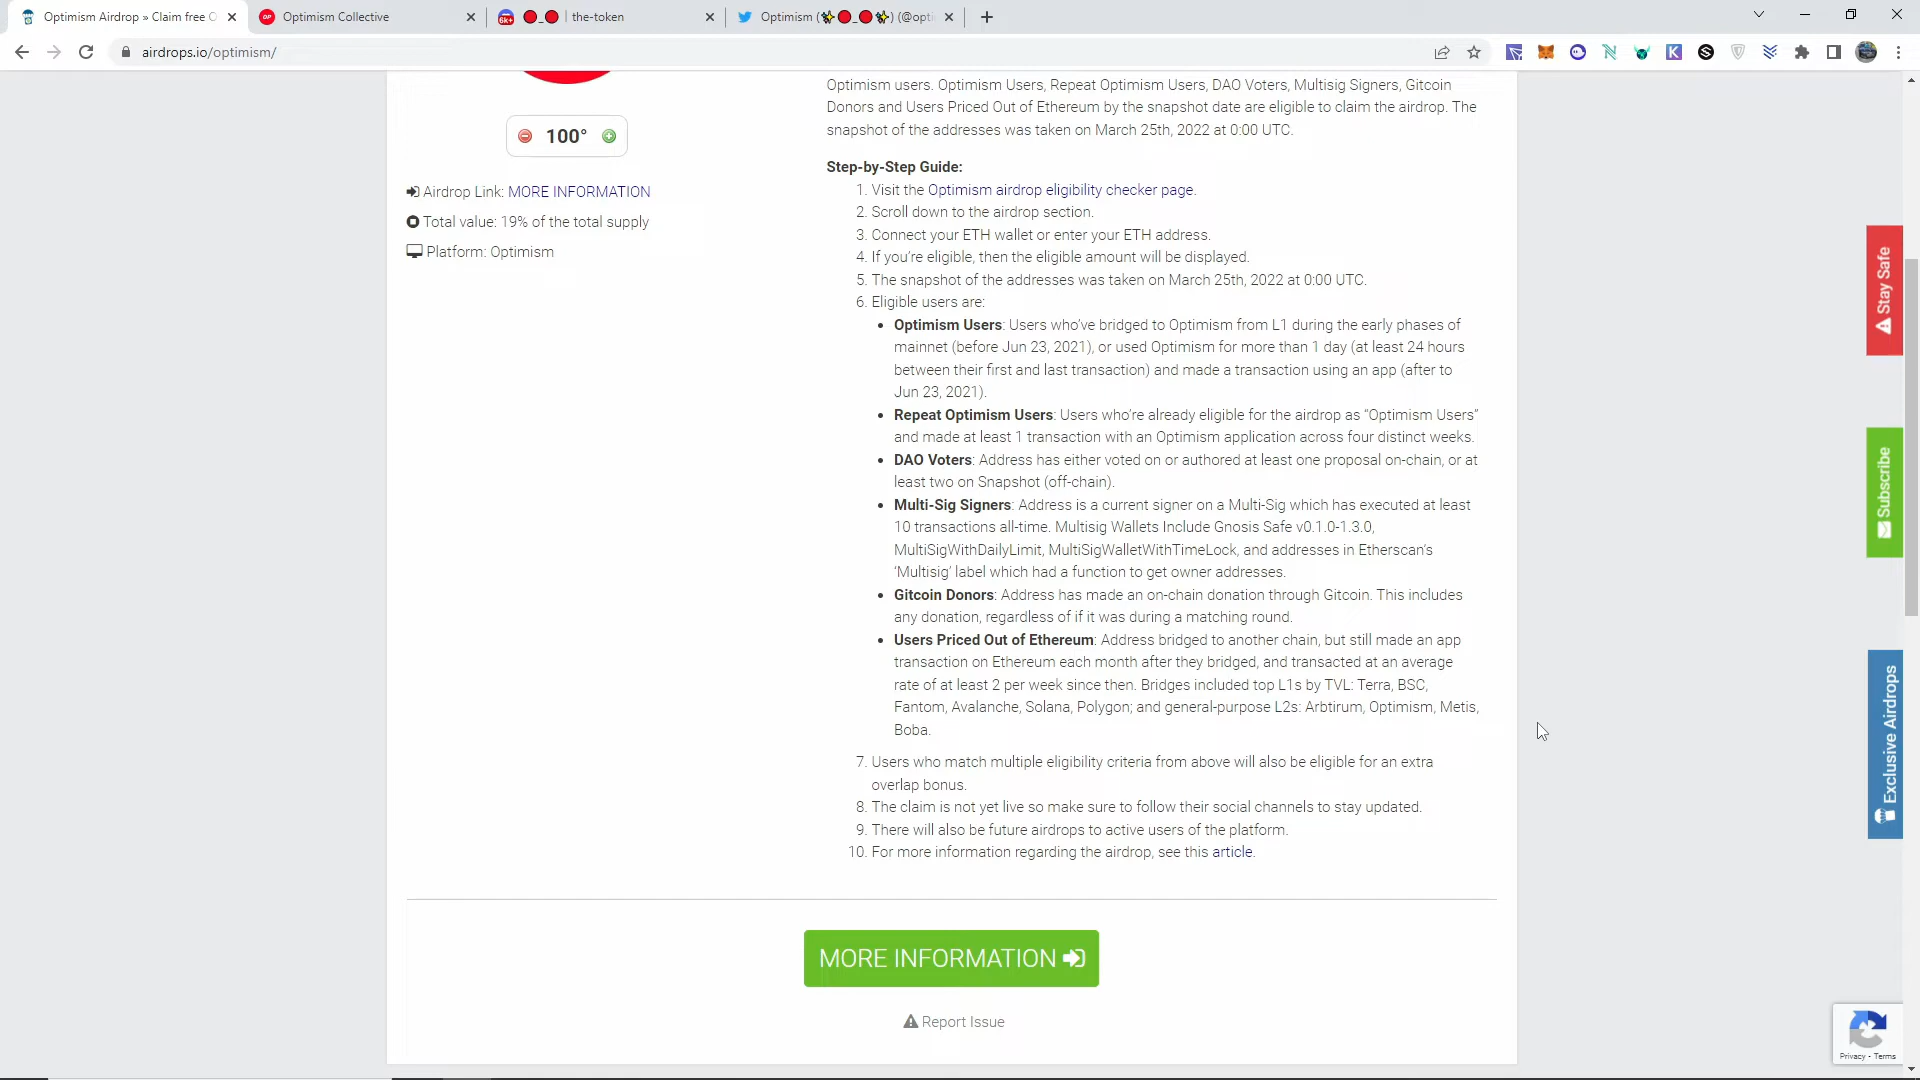 Optimism Airdrop » Claim free O
Optimism Collective
the-token
Optimism (✨🔴_🔴✨) (@opti
airdrops.io/optimism/
Optimism users. Optimism Users, Repeat Optimism Users, DAO Voters, Multisig Signers, Gitcoin
Donors and Users Priced Out of Ethereum by the snapshot date are eligible to claim the airdrop. The
snapshot of the addresses was taken on March 25th, 2022 at 0:00 UTC.
100°
Airdrop Link: MORE INFORMATION
Total value: 19% of the total supply
Platform: Optimism
Step-by-Step Guide:
1. Visit the Optimism airdrop eligibility checker page.
2. Scroll down to the airdrop section.
3. Connect your ETH wallet or enter your ETH address.
4. If you're eligible, then the eligible amount will be displayed.
5. The snapshot of the addresses was taken on March 25th, 2022 at 0:00 UTC.
6. Eligible users are:
• Optimism Users: Users who've bridged to Optimism from L1 during the early phases of
mainnet (before Jun 23, 2021), or used Optimism for more than 1 day (at least 24 hours
between their first and last transaction) and made a transaction using an app (after to
Jun 23, 2021).
• Repeat Optimism Users: Users who're already eligible for the airdrop as “Optimism Users”
and made at least 1 transaction with an Optimism application across four distinct weeks.
• DAO Voters: Address has either voted on or authored at least one proposal on-chain, or at
least two on Snapshot (off-chain).
• Multi-Sig Signers: Address is a current signer on a Multi-Sig which has executed at least
10 transactions all-time. Multisig Wallets Include Gnosis Safe v0.1.0-1.3.0,
MultiSigWithDailyLimit, MultiSigWalletWithTimeLock, and addresses in Etherscan's
‘Multisig’ label which had a function to get owner addresses.
• Gitcoin Donors: Address has made an on-chain donation through Gitcoin. This includes
any donation, regardless of if it was during a matching round.
• Users Priced Out of Ethereum: Address bridged to another chain, but still made an app
transaction on Ethereum each month after they bridged, and transacted at an average
rate of at least 2 per week since then. Bridges included top L1s by TVL: Terra, BSC,
Fantom, Avalanche, Solana, Polygon; and general-purpose L2s: Arbtirum, Optimism, Metis,
Boba.
7. Users who match multiple eligibility criteria from above will also be eligible for an extra
overlap bonus.
8. The claim is not yet live so make sure to follow their social channels to stay updated.
9. There will also be future airdrops to active users of the platform.
10. For more information regarding the airdrop, see this article.
MORE INFORMATION
Report Issue
Stay Safe
Subscribe
Exclusive Airdrops
Privacy - Terms